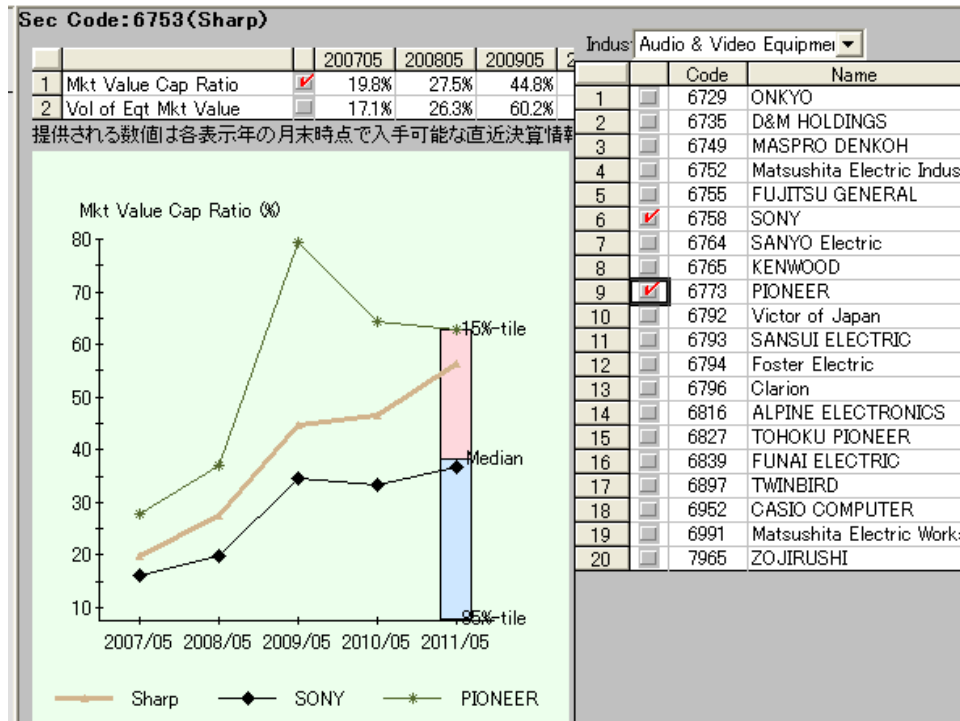 Sec Code:6753(Sharp)
200705 200805 200905 2
1 Mkt Value Cap Ratio 19.8% 27.5% 44.8%
2 Vol of Eqt Mkt Value 17.1% 26.3% 60.2%
提供される数値は各表示年の月末時点で入手可能な直近決算情報
Mkt Value Cap Ratio (%)
80
70
60
50
40
30
20
10
15%-tile
Median
85%-tile
2007/05 2008/05 2009/05 2010/05 2011/05
Sharp SONY PIONEER
Indus Audio & Video Equipmei
Code Name
1 6729 ONKYO
2 6735 D&M HOLDINGS
3 6749 MASPRO DENKOH
4 6752 Matsushita Electric Indus
5 6755 FUJITSU GENERAL
6 6758 SONY
7 6764 SANYO Electric
8 6765 KENWOOD
9 6773 PIONEER
10 6792 Victor of Japan
11 6793 SANSUI ELECTRIC
12 6794 Foster Electric
13 6796 Clarion
14 6816 ALPINE ELECTRONICS
15 6827 TOHOKU PIONEER
16 6839 FUNAI ELECTRIC
17 6897 TWINBIRD
18 6952 CASIO COMPUTER
19 6991 Matsushita Electric Work
20 7965 ZOJIRUSHI